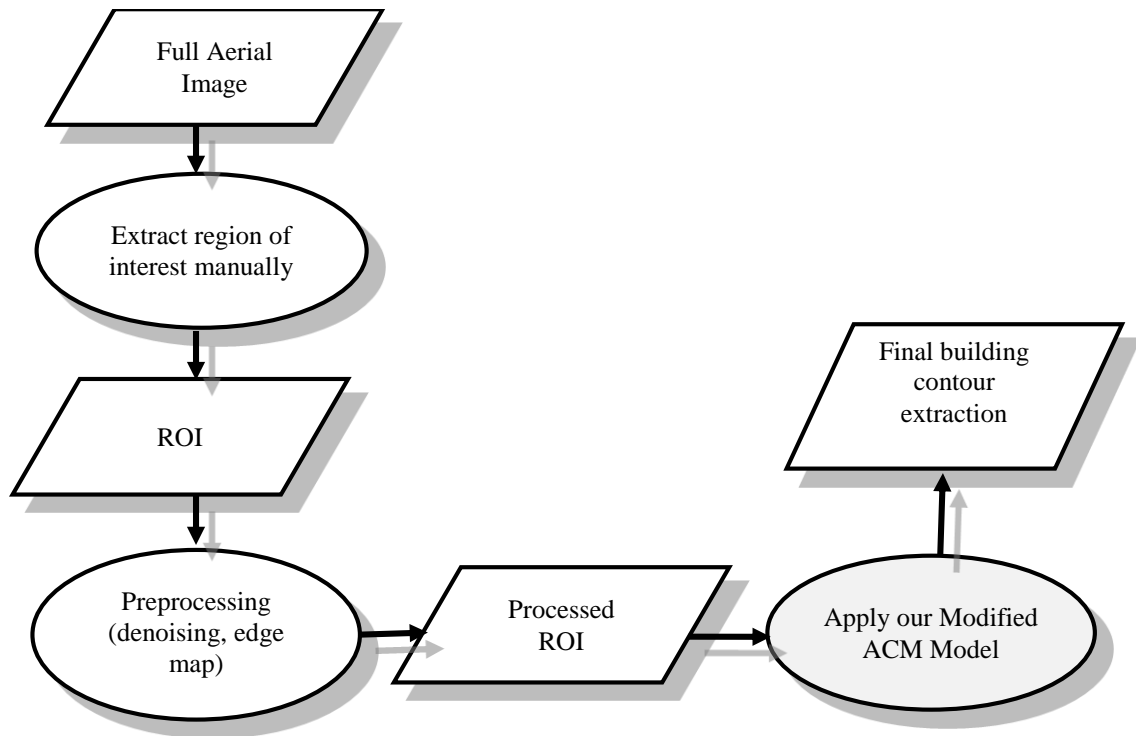 Full Aerial
Image
Extract region of
interest manually
ROI
Preprocessing
(denoising, edge
map)
Processed
ROI
Apply our Modified
ACM Model
Final building
contour
extraction